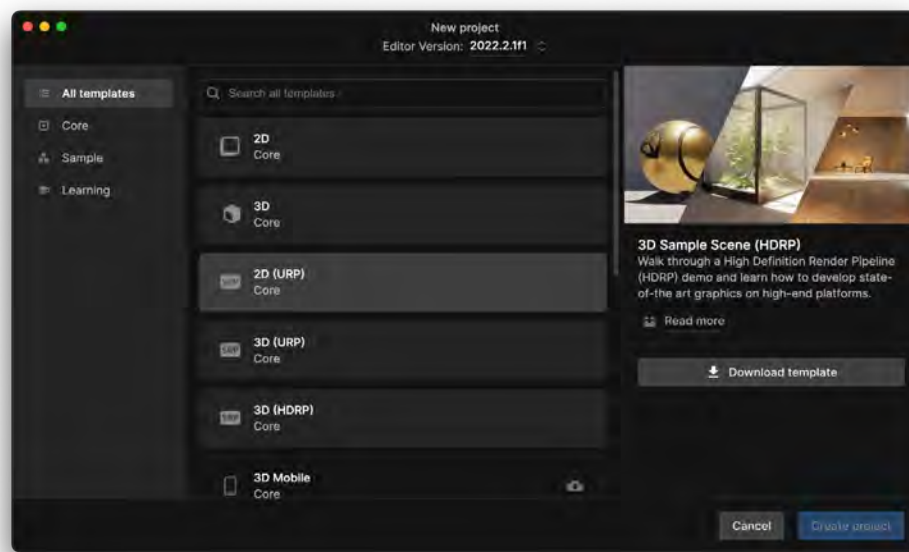 New project
Editor Version: 2022.2.1f1
All templates
Core
Sample
Learning
Search all templates
2D
Core
3D
Core
2D (URP)
Core
3D (URP)
Core
3D (HDRP)
Core
3D Mobile
Core
3D Sample Scene (HDRP)
Walk through a High Definition Render Pipeline
(HDRP) demo and learn how to develop state-
of-the art graphics on high-end platforms.
Read more
Download template
Cancel
Create project